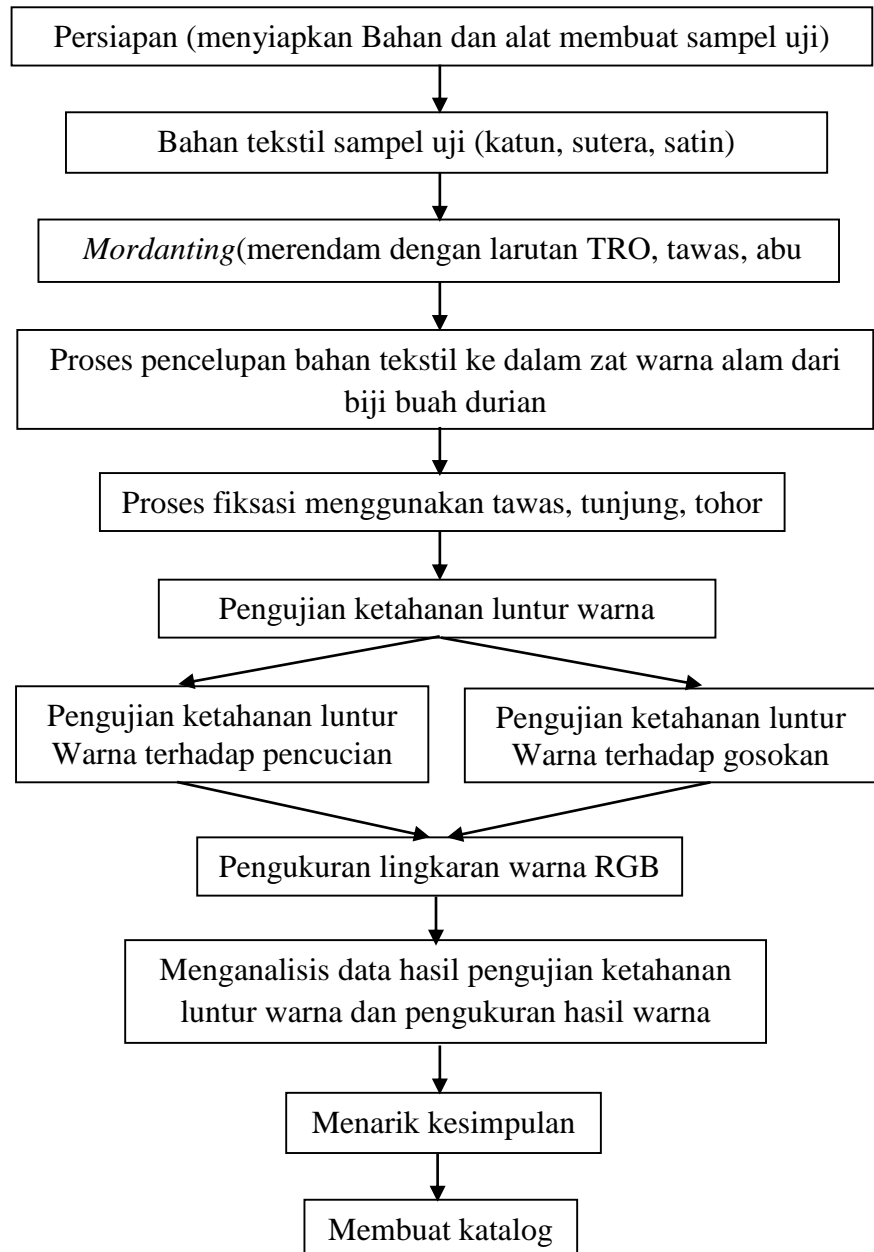 Persiapan (menyiapkan Bahan dan alat membuat sampel uji)
Bahan tekstil sampel uji (katun, sutera, satin)
Mordanting(merendam dengan larutan TRO, tawas, abu
Proses pencelupan bahan tekstil ke dalam zat warna alam dari
biji buah durian
Proses fiksasi menggunakan tawas, tunjung, tohor
Pengujian ketahanan luntur warna
Pengujian ketahanan luntur
Warna terhadap pencucian
Pengujian ketahanan luntur
Warna terhadap gosokan
Pengukuran lingkaran warna RGB
Menganalisis data hasil pengujian ketahanan
luntur warna dan pengukuran hasil warna
Menarik kesimpulan
Membuat katalog